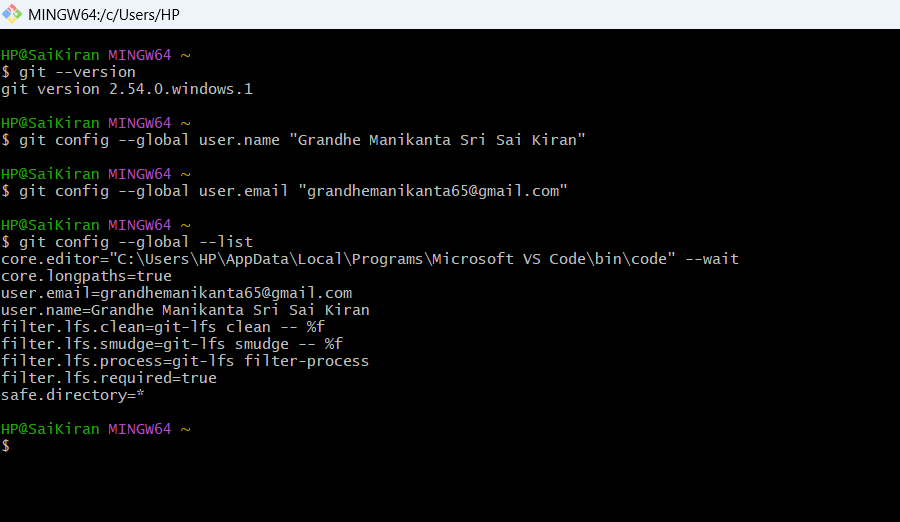 MINGW64:/c/Users/HP
HP@SaiKiran MINGW64 ~
$ git --version
git version 2.54.0.windows.1
HP@SaiKiran MINGW64 ~
$ git config --global user.name "Grandhe Manikanta Sri Sai Kiran"
HP@SaiKiran MINGW64 ~
$ git config --global user.email "grandhemanikanta65@gmail.com"
HP@SaiKiran MINGW64 ~
$ git config --global --list
core.editor="C:\Users\HP\AppData\Local\Programs\Microsoft VS Code\bin\code" --wait
core.longpaths=true
user.email=grandhemanikanta65@gmail.com
user.name=Grandhe Manikanta Sri Sai Kiran
filter.lfs.clean=git-lfs clean -- %f
filter.lfs.smudge=git-lfs smudge -- %f
filter.lfs.process=git-lfs filter-process
filter.lfs.required=true
safe.directory=*
HP@SaiKiran MINGW64 ~
$